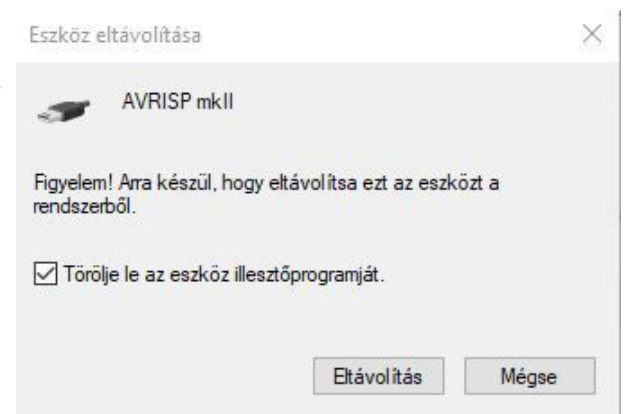 Eszköz eltávolítása
AVRISP mkII
Figyelem! Arra készül, hogy eltávolítsa ezt az eszközt a
rendszerből.
Törölje le az eszköz illesztőprogramját.
Eltávolítás Mégse